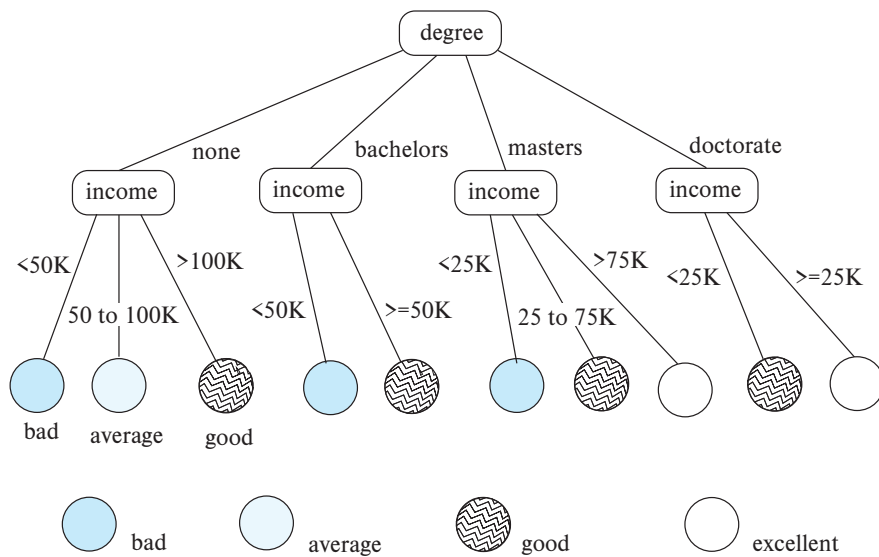 degree
none
bachelors
masters
doctorate
income
income
income
income
<50K
50 to 100K
>100K
<50K
>=50K
<25K
25 to 75K
>75K
<25K
>=25K
bad
average
good
bad
average
good
excellent